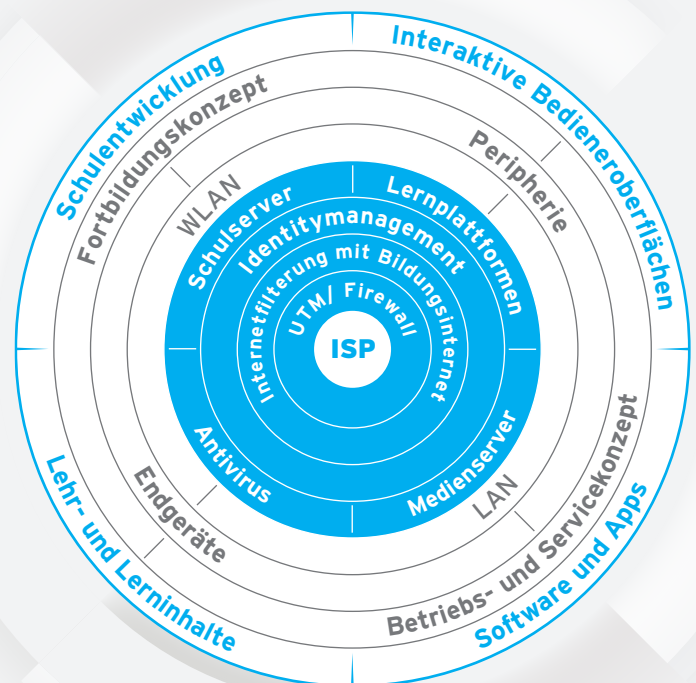 Schulentwicklung
Interaktive Bedieneroberflächen
Fortbildungskonzept
Peripherie
WLAN
Schulserver
Lernplattformen
Identitymanagement
Internetfilterung mit Bildungsinternet
UTM/ Firewall
ISP
Antivirus
Medienserver
LAN
Endgeräte
Betriebs- und Servicekonzept
Lehr- und Lerninhalte
Software und Apps